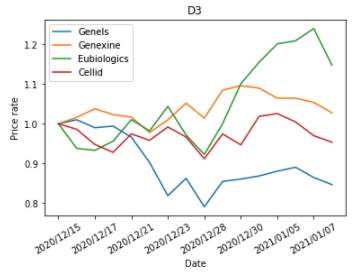 D3
Genels
Genexine
Eubiologics
Cellid
Price rate
1.2
1.1
1.0
0.9
0.8
2020/12/15
2020/12/17
2020/12/21
2020/12/23
2020/12/28
2020/12/30
2021/01/05
2021/01/07
Date